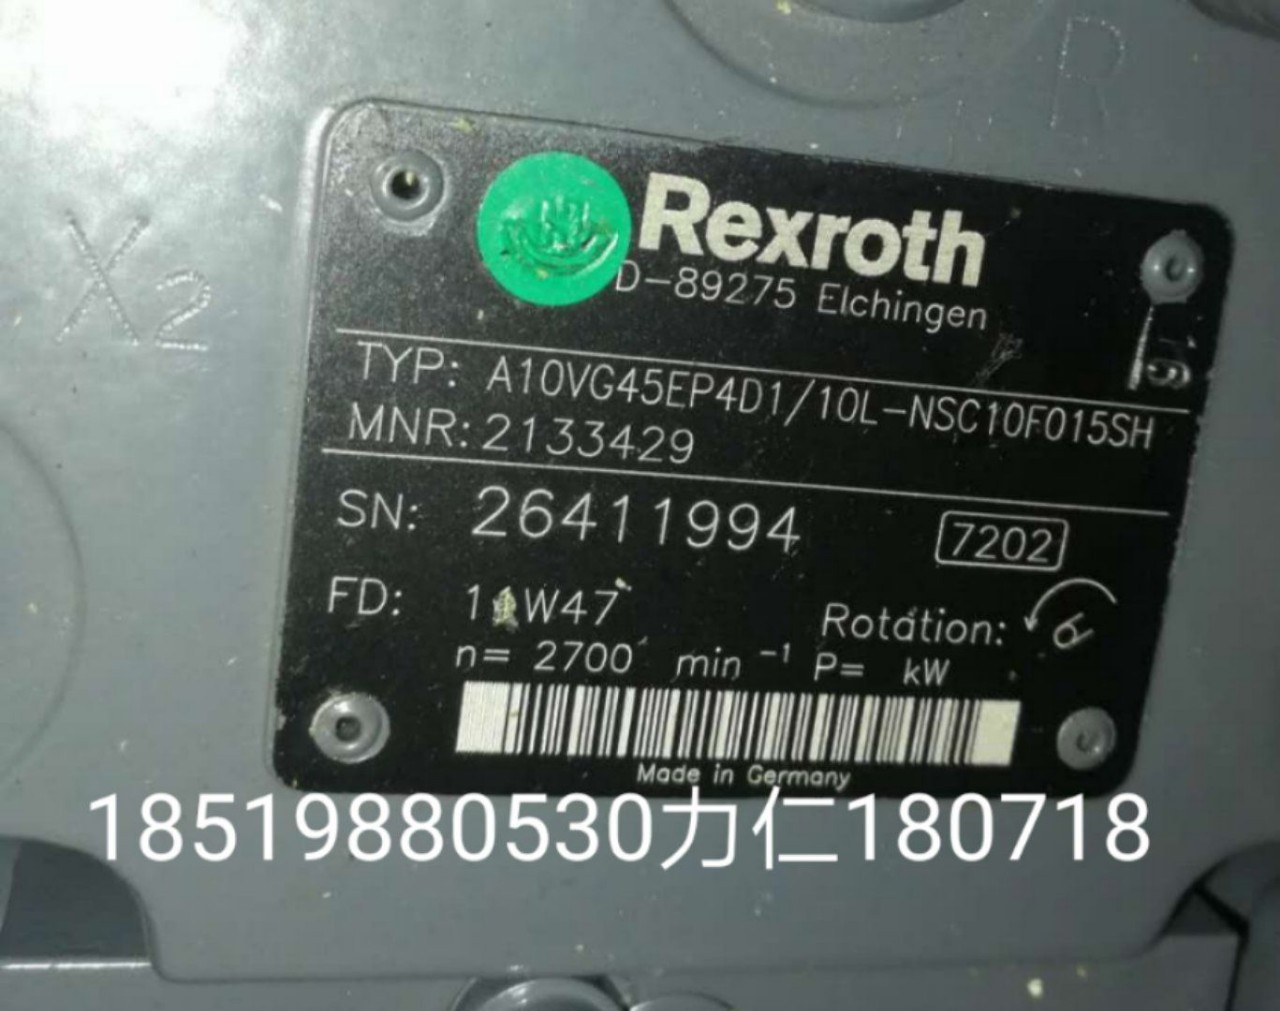 R
X2
Rexroth
D-89275 Elchingen
TYP: A10VG45EP4D1/10L-NSC10F015SH
MNR: 2133429
SN: 26411994
7202
FD: 11W47
Rotation:
n= 2700 min -1 P= kW
Made in Germany
18519880530力仁180718